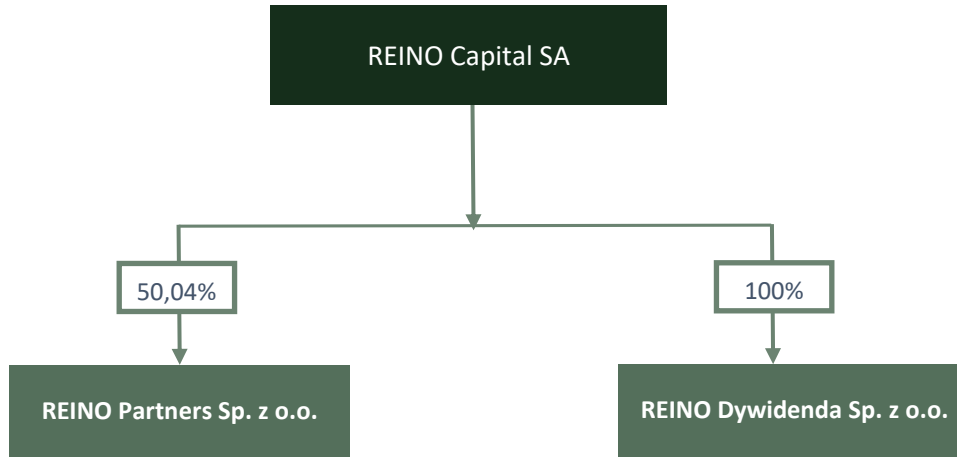 REINO Capital SA
50,04%
100%
REINO Partners Sp. z o.o.
REINO Dywidenda Sp. z o.o.